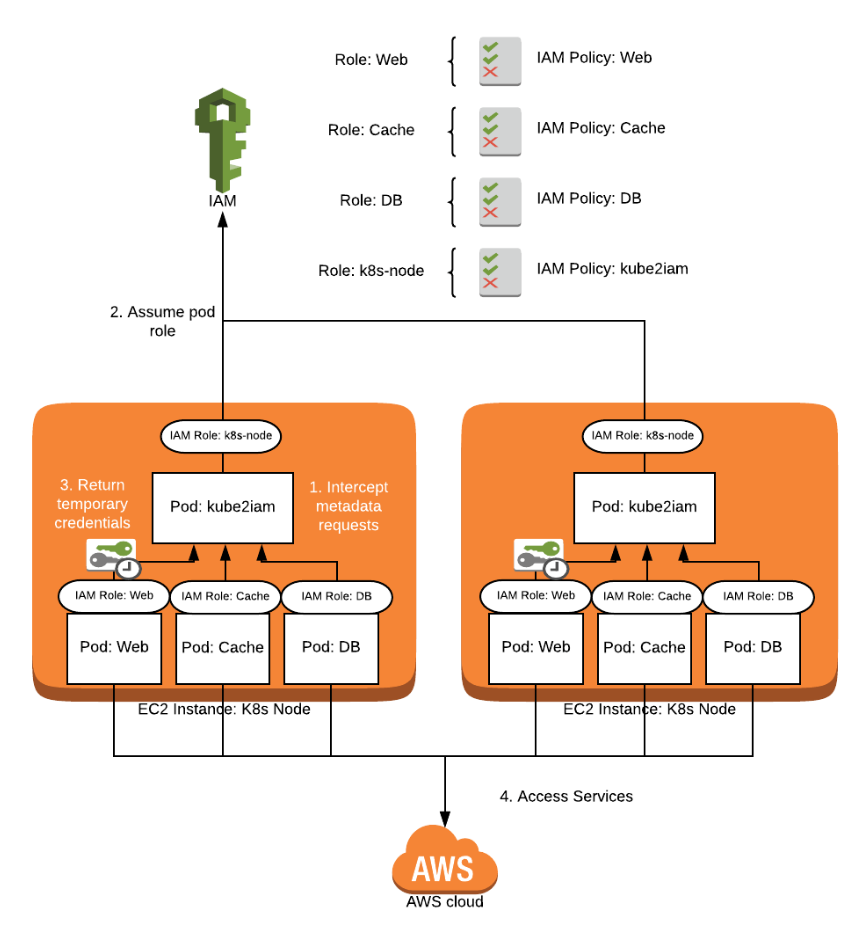 Role: Web
IAM Policy: Web
Role: Cache
IAM Policy: Cache
Role: DB
IAM Policy: DB
Role: k8s-node
IAM Policy: kube2iam
IAM
2. Assume pod
role
IAM Role: k8s-node
3. Return
temporary
credentials
Pod: kube2iam
1. Intercept
metadata
requests
IAM Role: Web
IAM Role: Cache
IAM Role: DB
Pod: Web
Pod: Cache
Pod: DB
EC2 Instance: K8s Node
IAM Role: k8s-node
Pod: kube2iam
IAM Role: Web
IAM Role: Cache
IAM Role: DB
Pod: Web
Pod: Cache
Pod: DB
EC2 Instance: K8s Node
4. Access Services
AWS
AWS cloud